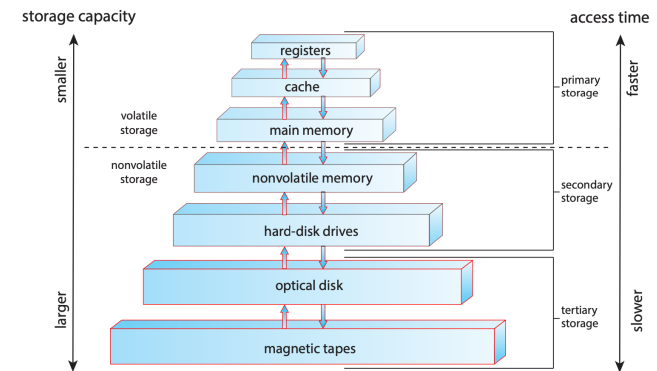 storage capacity
access time
smaller
faster
registers
cache
primary
storage
volatile
storage
main memory
nonvolatile
storage
nonvolatile memory
secondary
storage
hard-disk drives
optical disk
tertiary
storage
larger
slower
magnetic tapes